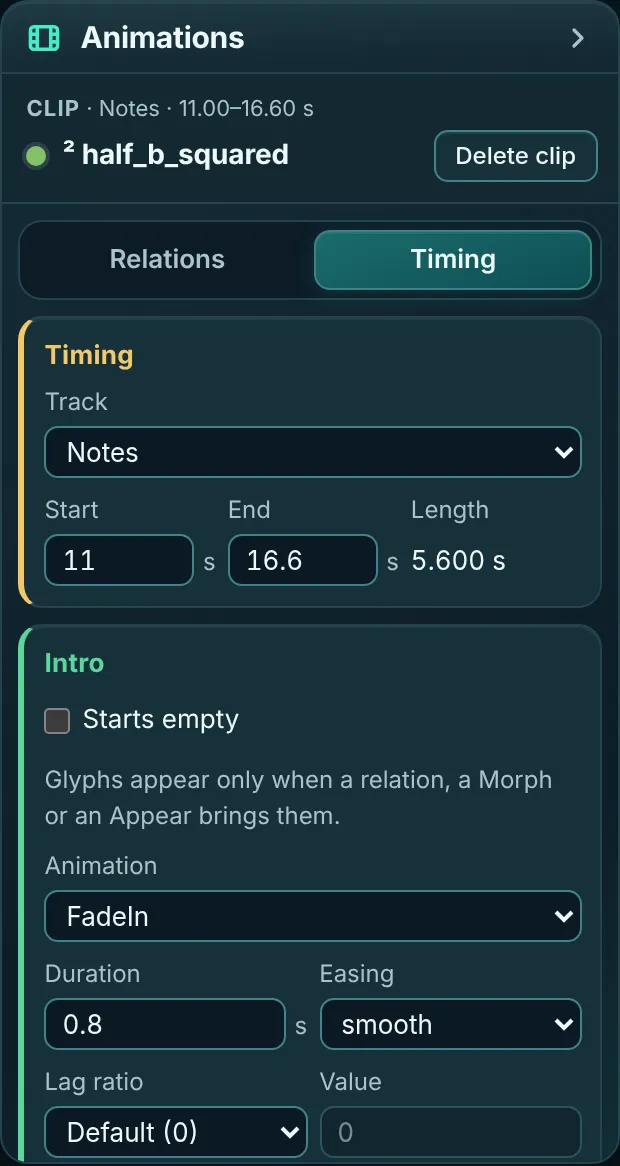 Animations
CLIP · Notes · 11.00–16.60 s
² half_b_squared
Delete clip
Relations
Timing
Timing
Track
Notes
Start End Length
11 s 16.6 s 5.600 s
Intro
Starts empty
Glyphs appear only when a relation, a Morph
or an Appear brings them.
Animation
FadeIn
Duration Easing
0.8 s smooth
Lag ratio Value
Default (0) 0